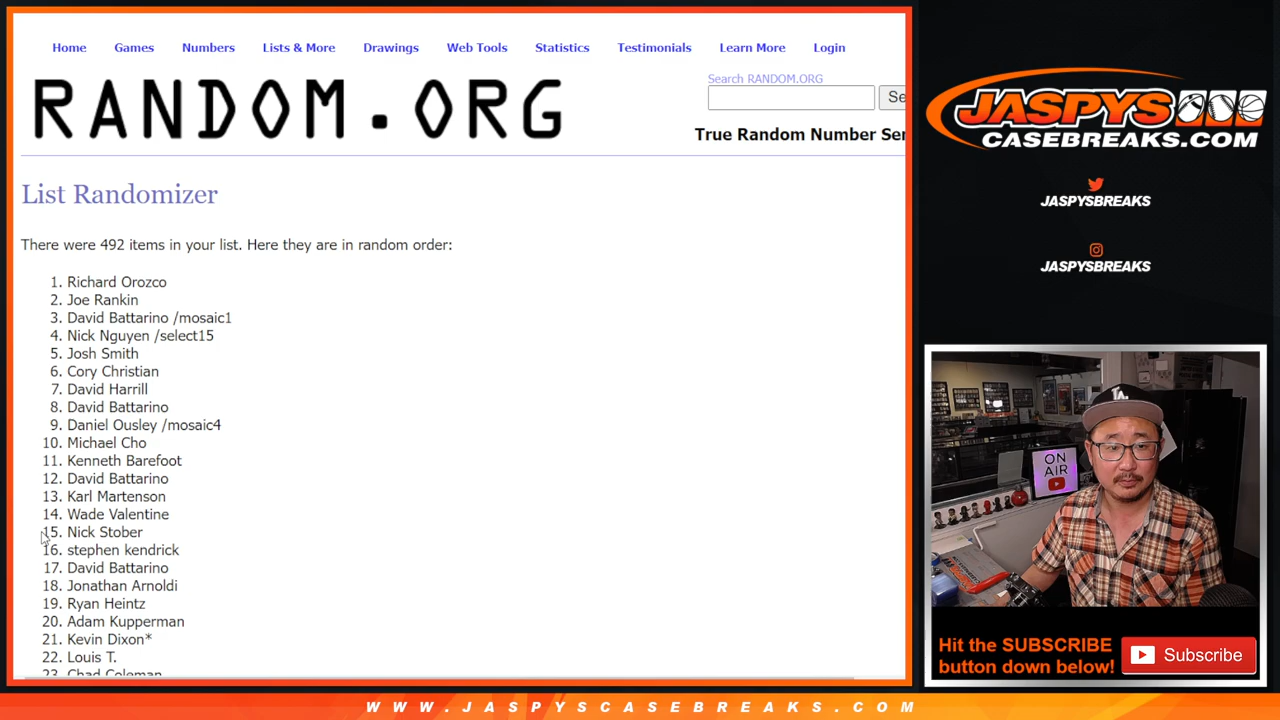 Home Games Numbers Lists & More Drawings Web Tools Statistics Testimonials Learn More Login
Search RANDOM.ORG
RANDOM.ORG
Se
True Random Number Ser
List Randomizer
There were 492 items in your list. Here they are in random order:
1. Richard Orozco
2. Joe Rankin
3. David Battarino /mosaic1
4. Nick Nguyen /select15
5. Josh Smith
6. Cory Christian
7. David Harrill
8. David Battarino
9. Daniel Ousley /mosaic4
10. Michael Cho
11. Kenneth Barefoot
12. David Battarino
13. Karl Martenson
14. Wade Valentine
15. Nick Stober
16. stephen kendrick
17. David Battarino
18. Jonathan Arnoldi
19. Ryan Heintz
20. Adam Kupperman
21. Kevin Dixon*
22. Louis T.
23. Chad Coleman
JASPYS
CASEBREAKS.COM
JASPYSBREAKS
JASPYSBREAKS
LA
ON
AIR
Hit the SUBSCRIBE
button down below!
Subscribe
WWW.JASPYSCASEBREAKS.COM